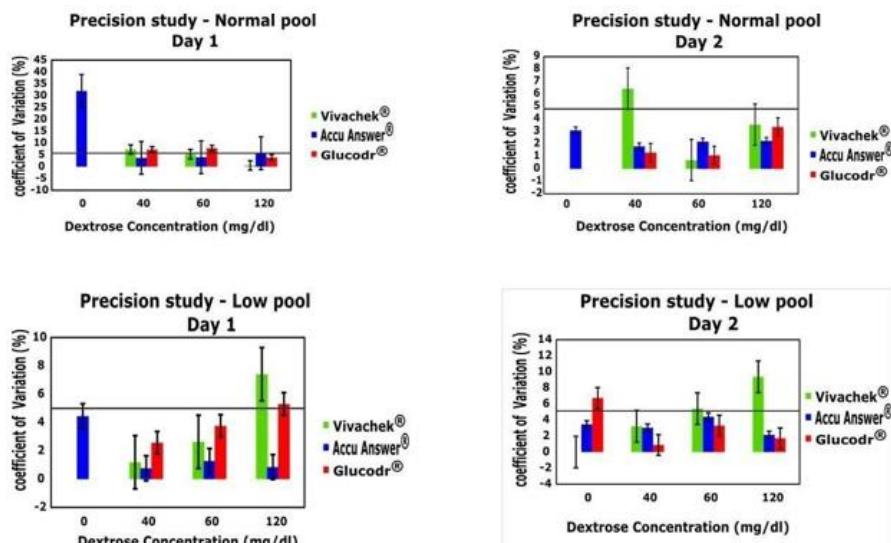 Precision study - Normal pool
Day 1
coefficient of Variation (%)
45
40
35
30
25
20
15
10
5
0
-5
-10
0 40 60 120
Dextrose Concentration (mg/dl)
Vivachek®
Accu Answer®
Glucodr®
Precision study - Normal pool
Day 2
coefficient of Variation (%)
9
8
7
6
5
4
3
2
1
0
-1
-2
0 40 60 120
Dextrose Concentration (mg/dl)
Vivachek®
Accu Answer®
Glucodr®
Precision study - Low pool
Day 1
coefficient of Variation (%)
10
8
6
4
2
0
-2
0 40 60 120
Dextrose Concentration (mg/dl)
Vivachek®
Accu Answer®
Glucodr®
Precision study - Low pool
Day 2
coefficient of Variation (%)
14
12
10
8
6
4
2
0
-2
-4
0 40 60 120
Dextrose Concentration (mg/dl)
Vivachek®
Accu Answer®
Glucodr®